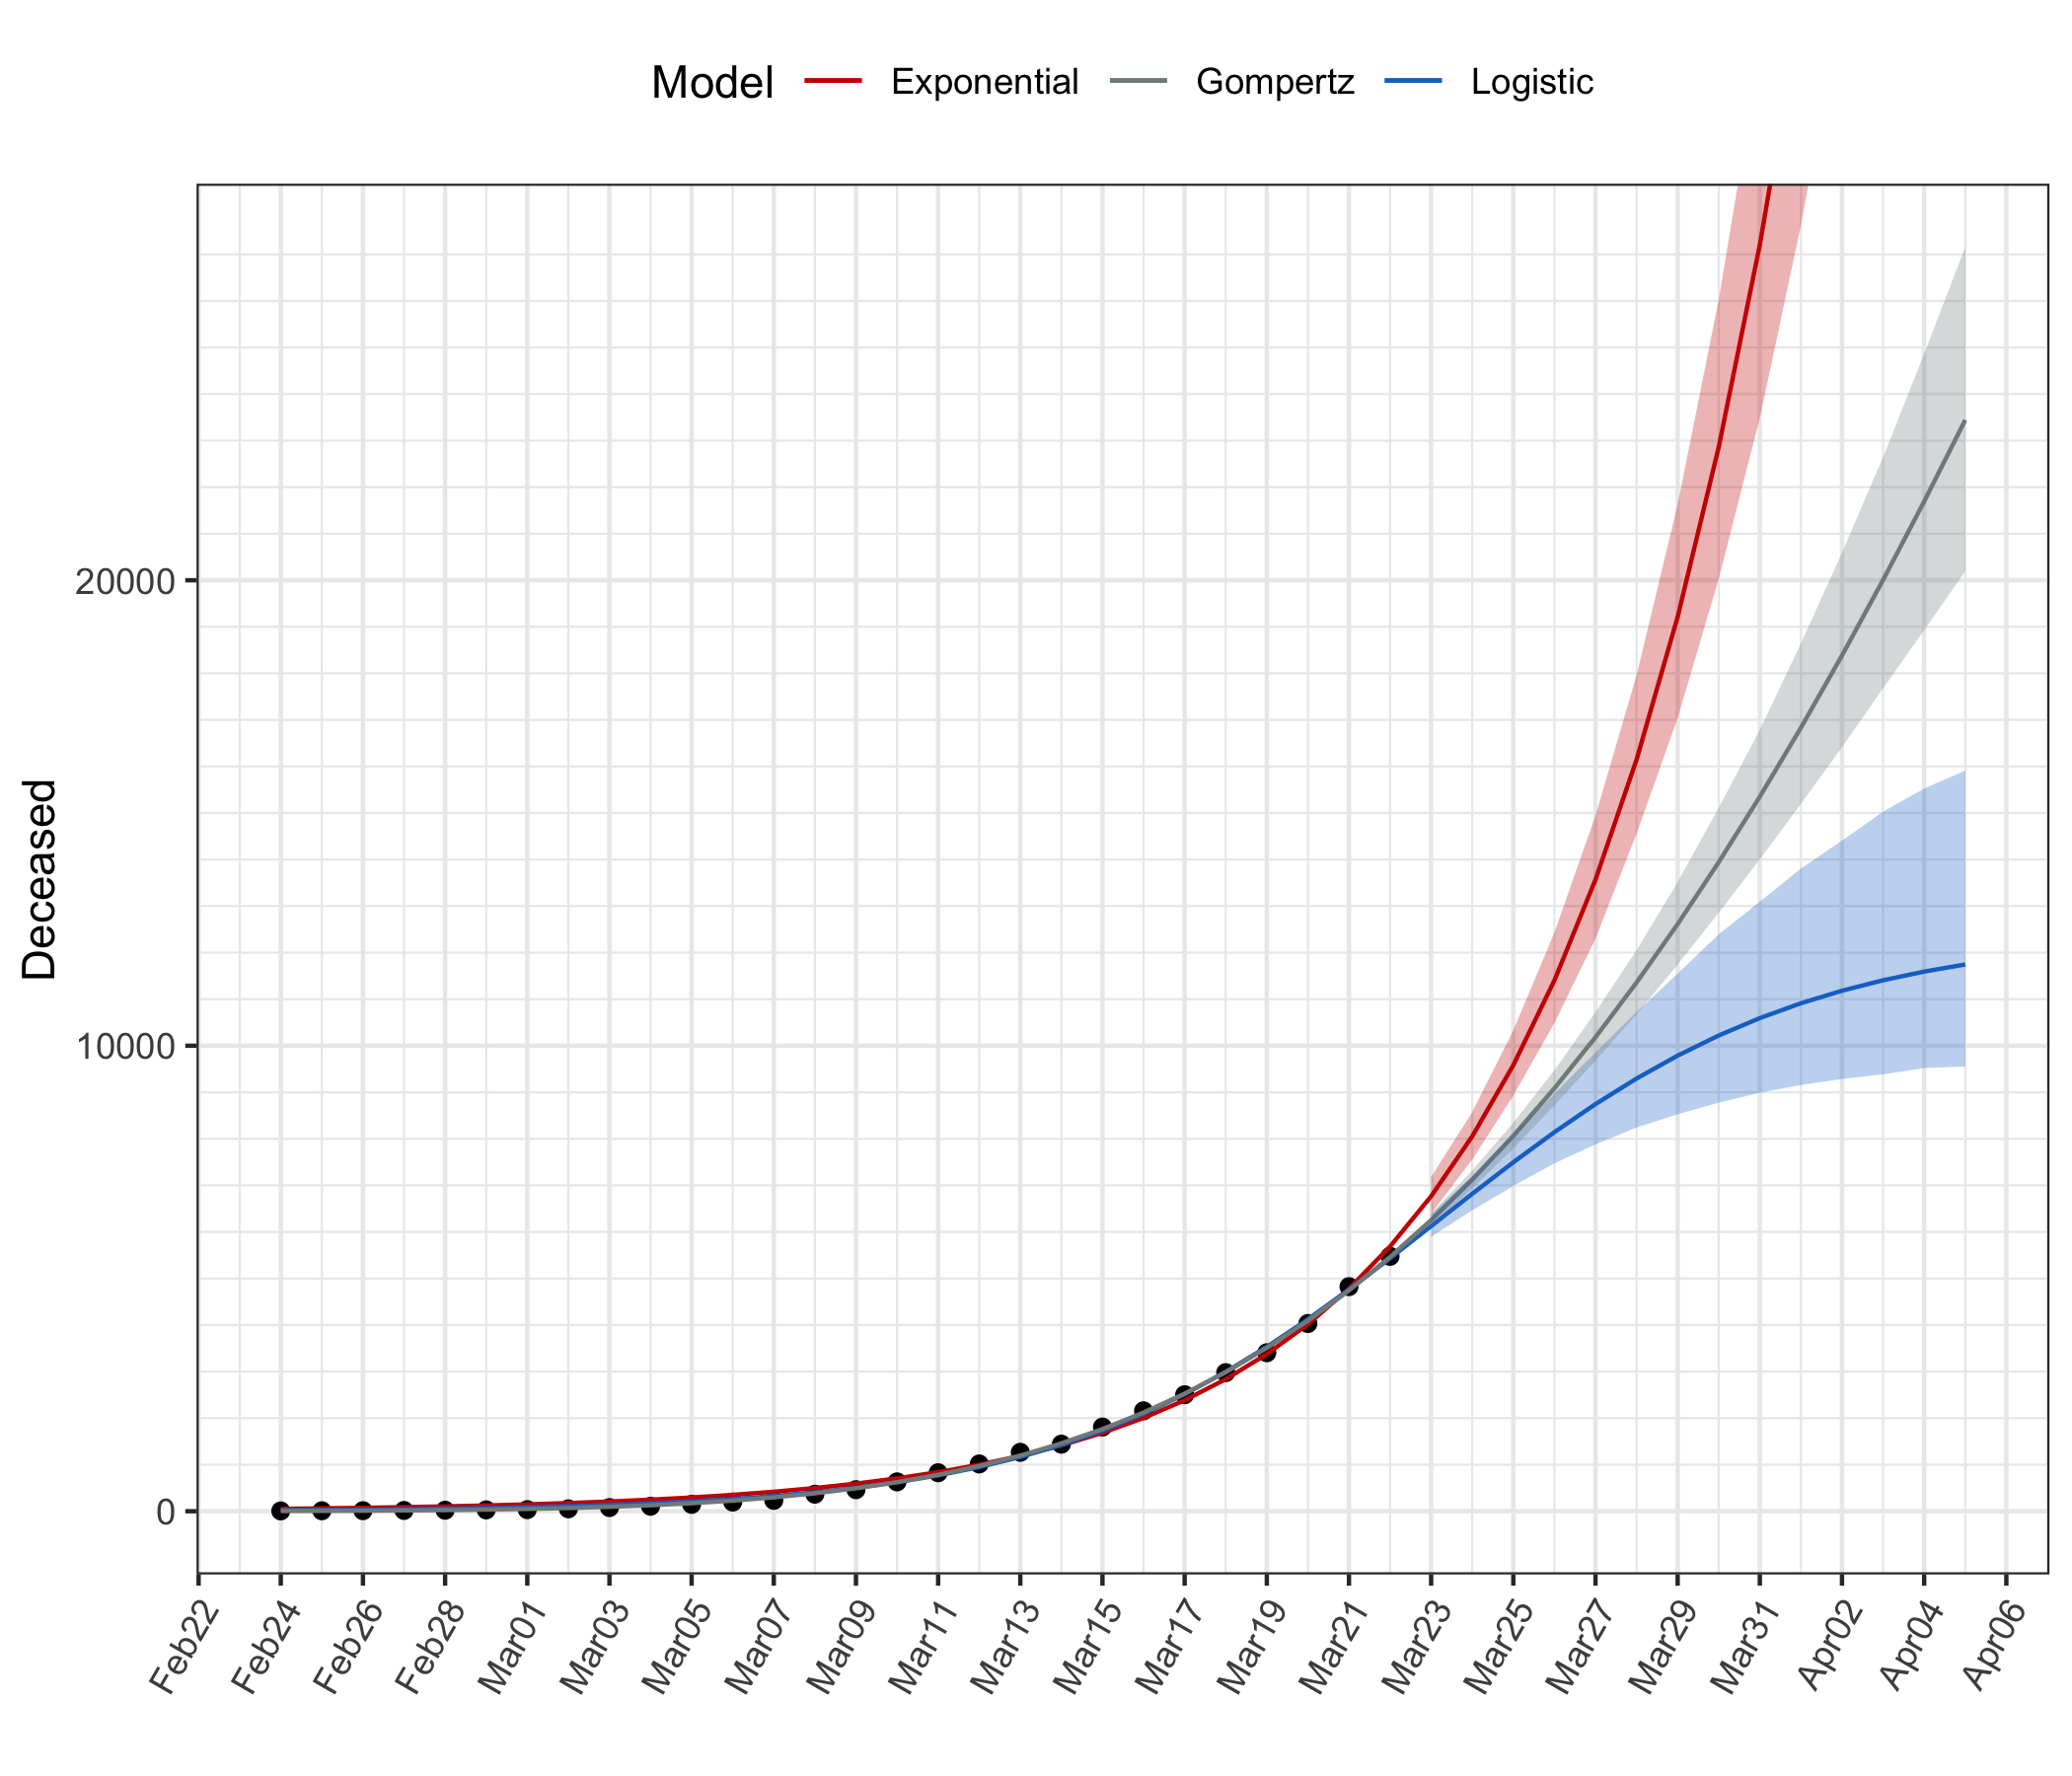 Model Exponential Gompertz Logistic
Deceased
20000
10000
0
Feb22 Feb24 Feb26 Feb28 Mar01 Mar03 Mar05 Mar07 Mar09 Mar11 Mar13 Mar15 Mar17 Mar19 Mar21 Mar23 Mar25 Mar27 Mar29 Mar31 Apr02 Apr04 Apr06